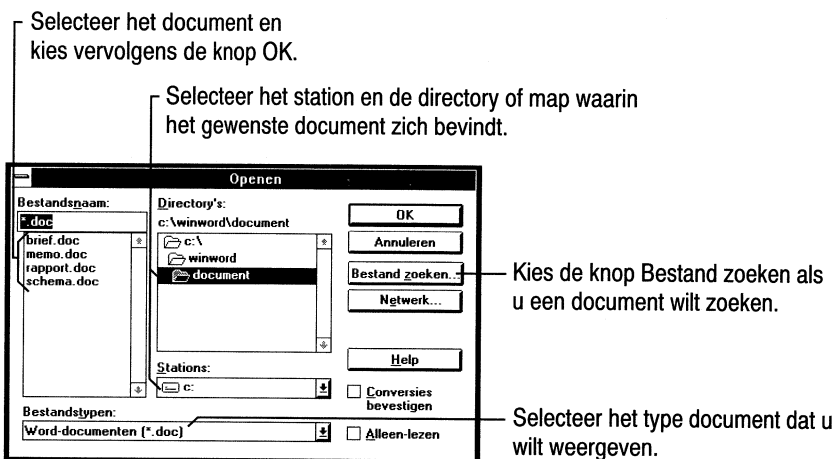 Selecteer het document en
kies vervolgens de knop OK.
Selecteer het station en de directory of map waarin
het gewenste document zich bevindt.
Openen
Bestandsnaam:
*.doc
brief.doc
memo.doc
rapport.doc
schema.doc
Directory's:
c:\winword\document
c:\
winword
document
OK
Annuleren
Bestand zoeken...
Netwerk...
Help
Kies de knop Bestand zoeken als
u een document wilt zoeken.
Stations:
c:
Conversies
bevestigen
Bestandstypen:
Word-documenten (*.doc)
Alleen-lezen
Selecteer het type document dat u
wilt weergeven.